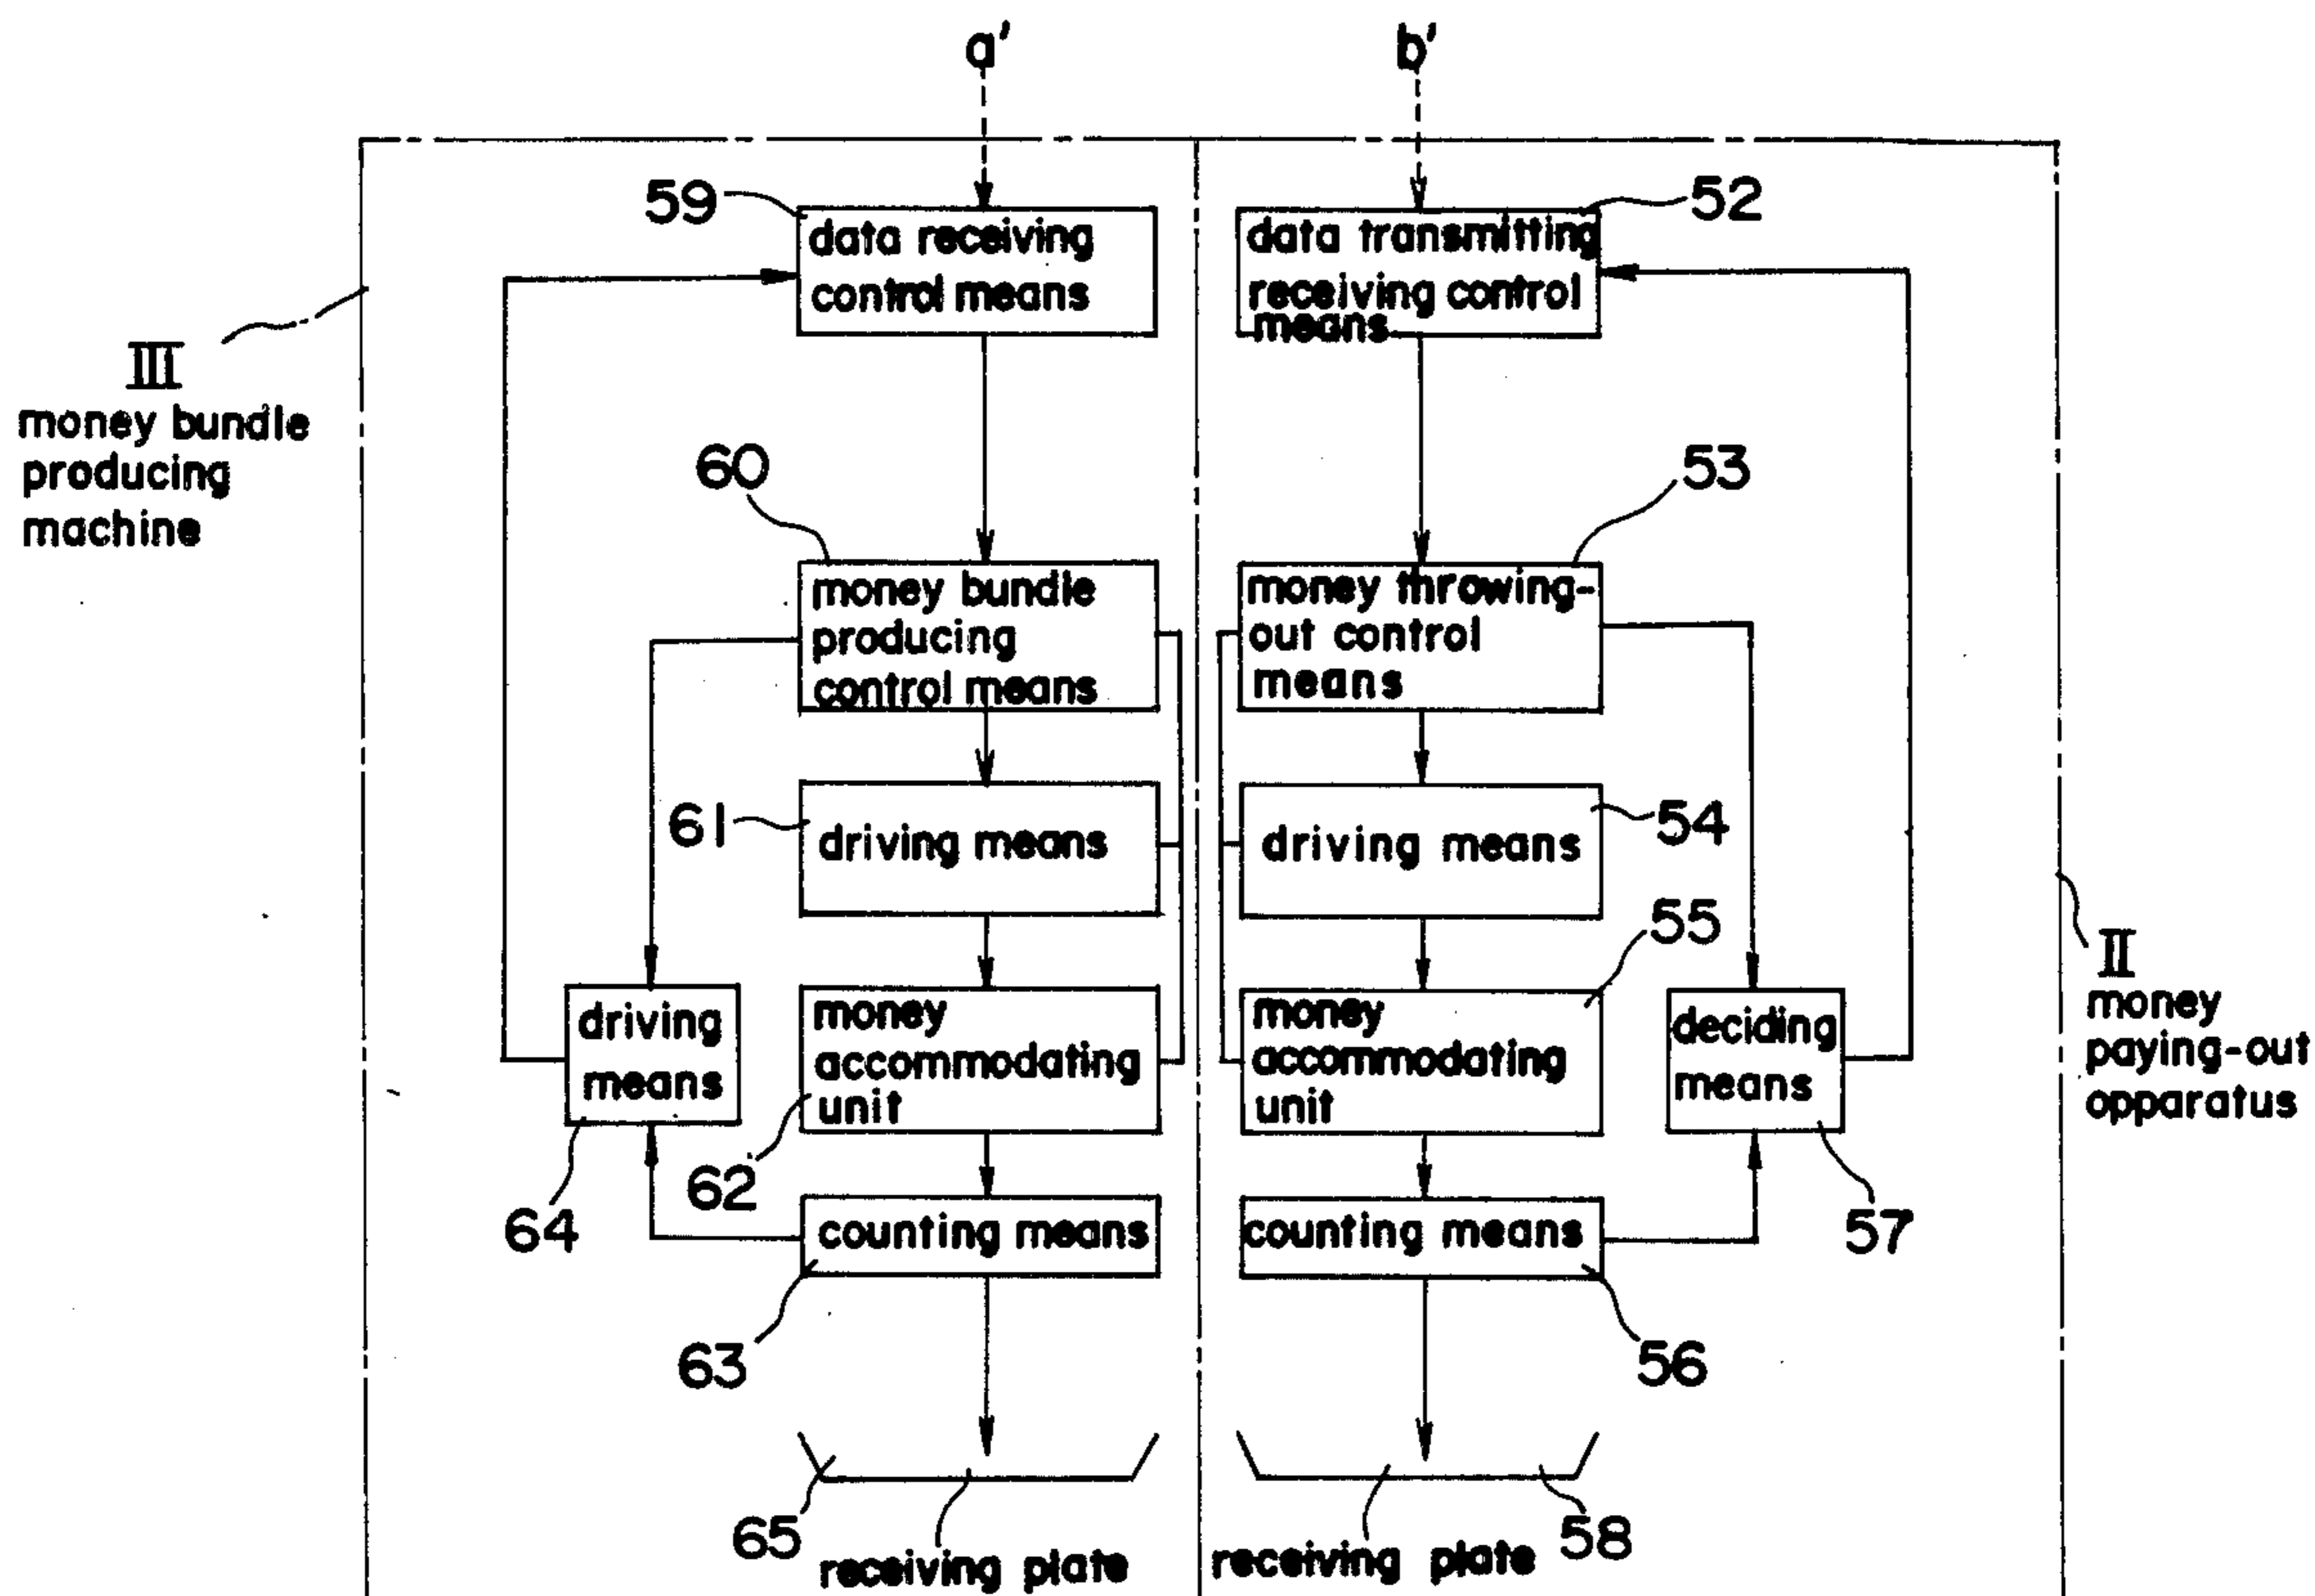 a'
b'
59
data receiving
control means
data transmitting
receiving control
means
52
III
money bundle
producing
machine
60
money bundle
producing
control means
money throwing-
out control
means
53
61
driving means
driving means
54
55
driving
means
money
accommodating
unit
money
accommodating
unit
deciding
means
II
money
paying-out
apparatus
64
62
counting means
counting means
57
63
56
65
receiving plate
receiving plate
58